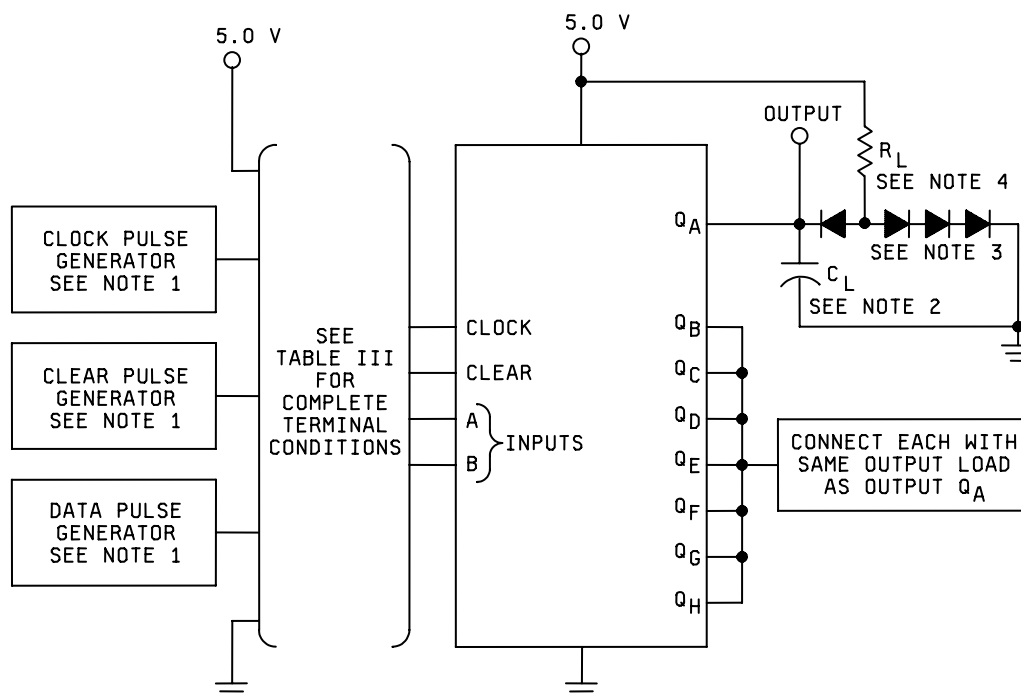 5.0 V
5.0 V
OUTPUT
R L
SEE NOTE 4
Q A
SEE NOTE 3
C L
SEE NOTE 2
CLOCK PULSE
GENERATOR
SEE NOTE 1
CLEAR PULSE
GENERATOR
SEE NOTE 1
DATA PULSE
GENERATOR
SEE NOTE 1
SEE
TABLE III
FOR
COMPLETE
TERMINAL
CONDITIONS
CLOCK
CLEAR
A
B
INPUTS
Q B
Q C
Q D
Q E
Q F
Q G
Q H
CONNECT EACH WITH
SAME OUTPUT LOAD
AS OUTPUT Q A